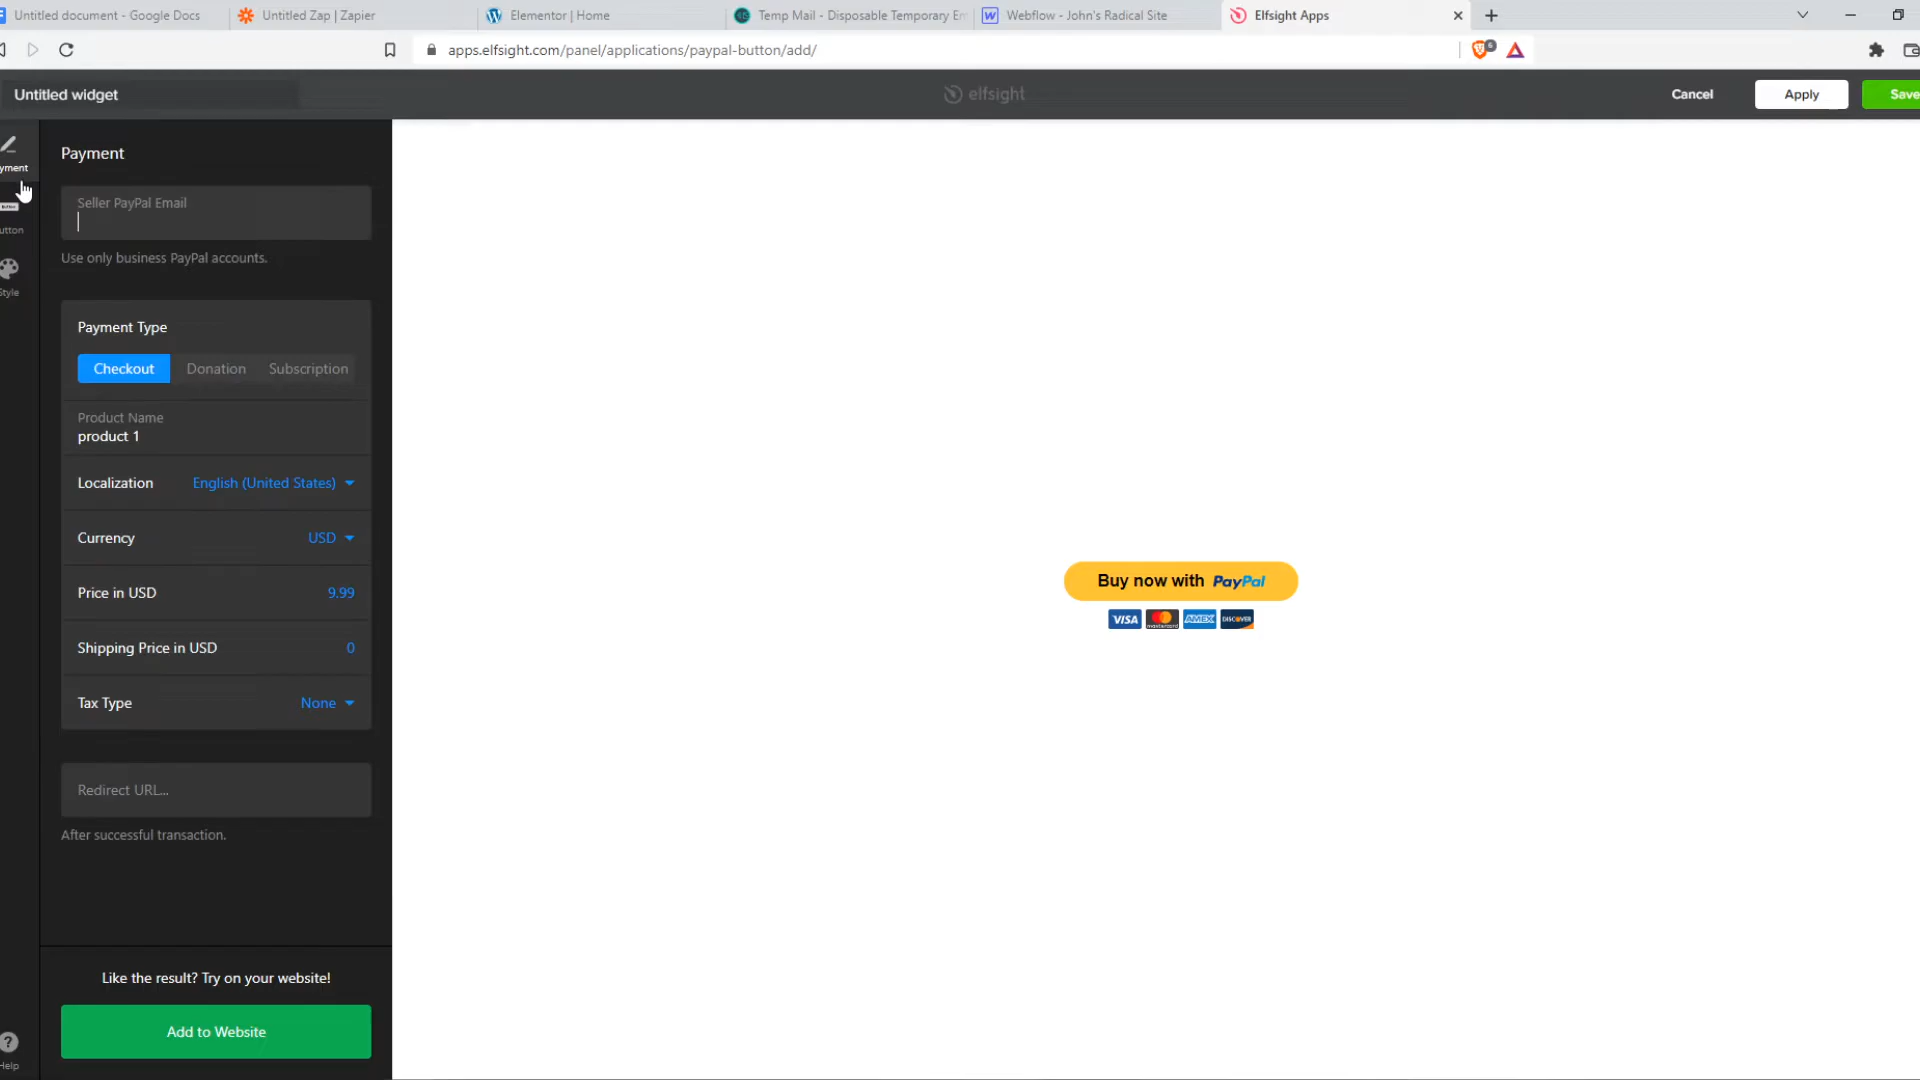 Untitled document - Google Docs
Untitled Zap | Zapier
Elementor | Home
Temp Mail - Disposable Temporary Em
Webflow - John's Radical Site
Elfsight Apps
apps.elfsight.com/panel/applications/paypal-button/add/
6
Untitled widget
elfsight
Cancel
Apply
Save
yment
Button
utton
Style
Help
Payment
Seller PayPal Email
Use only business PayPal accounts.
Payment Type
Checkout
Donation
Subscription
Product Name
product 1
Localization
English (United States)
Currency
USD
Price in USD
9.99
Shipping Price in USD
0
Tax Type
None
Redirect URL...
After successful transaction.
Like the result? Try on your website!
Add to Website
Buy now with PayPal
VISA
mastercard
AMEX
DISCOVER